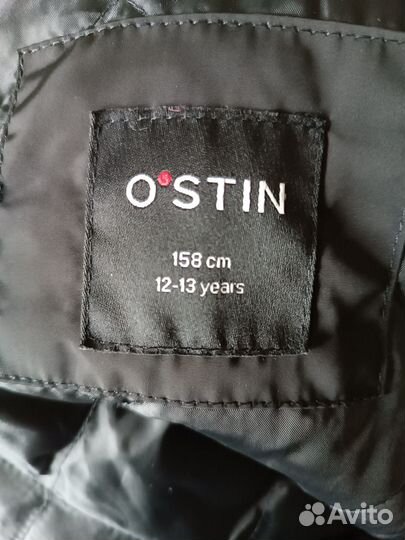 O'STIN
158 cm
12-13 years
Avito